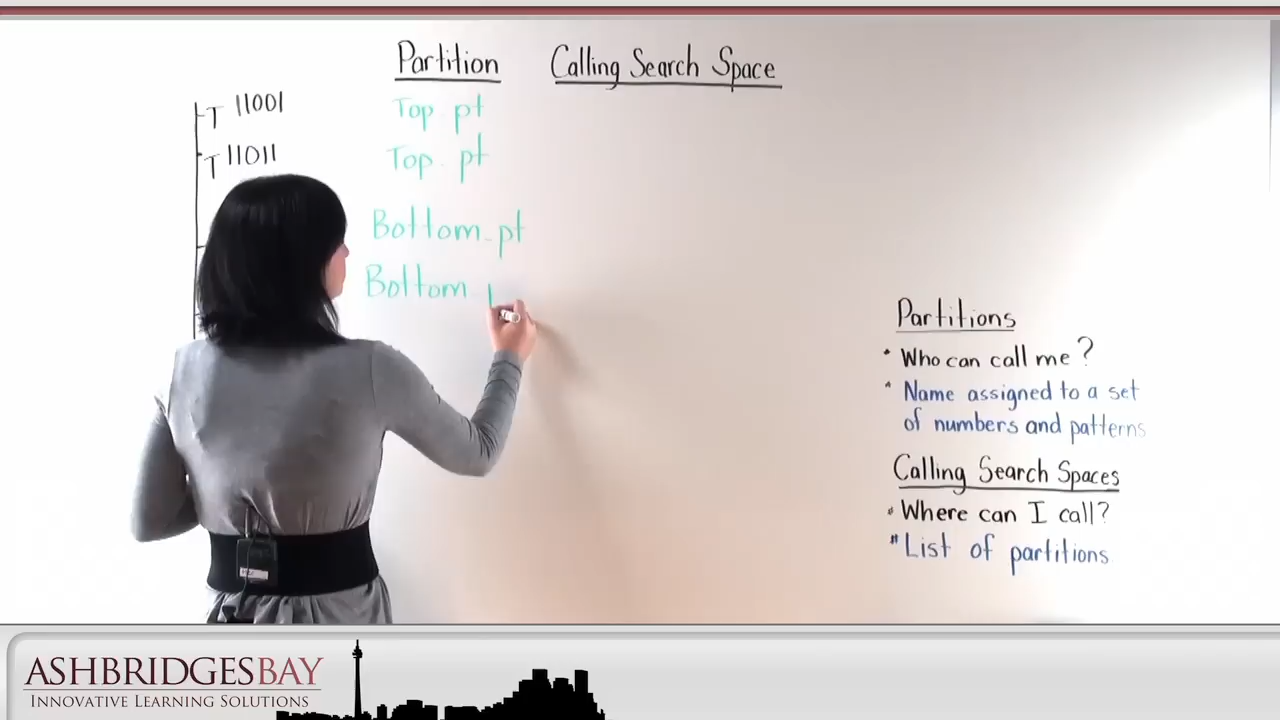 Partition Calling Search Space
T 11001 Top pt
T 11011 Top pt
Bottom-pt
Bottom
Partitions
• Who can call me?
• Name assigned to a set
of numbers and patterns
Calling Search Spaces
• Where can I call?
• List of partitions
ASHBRIDGESBAY
INNOVATIVE LEARNING SOLUTIONS